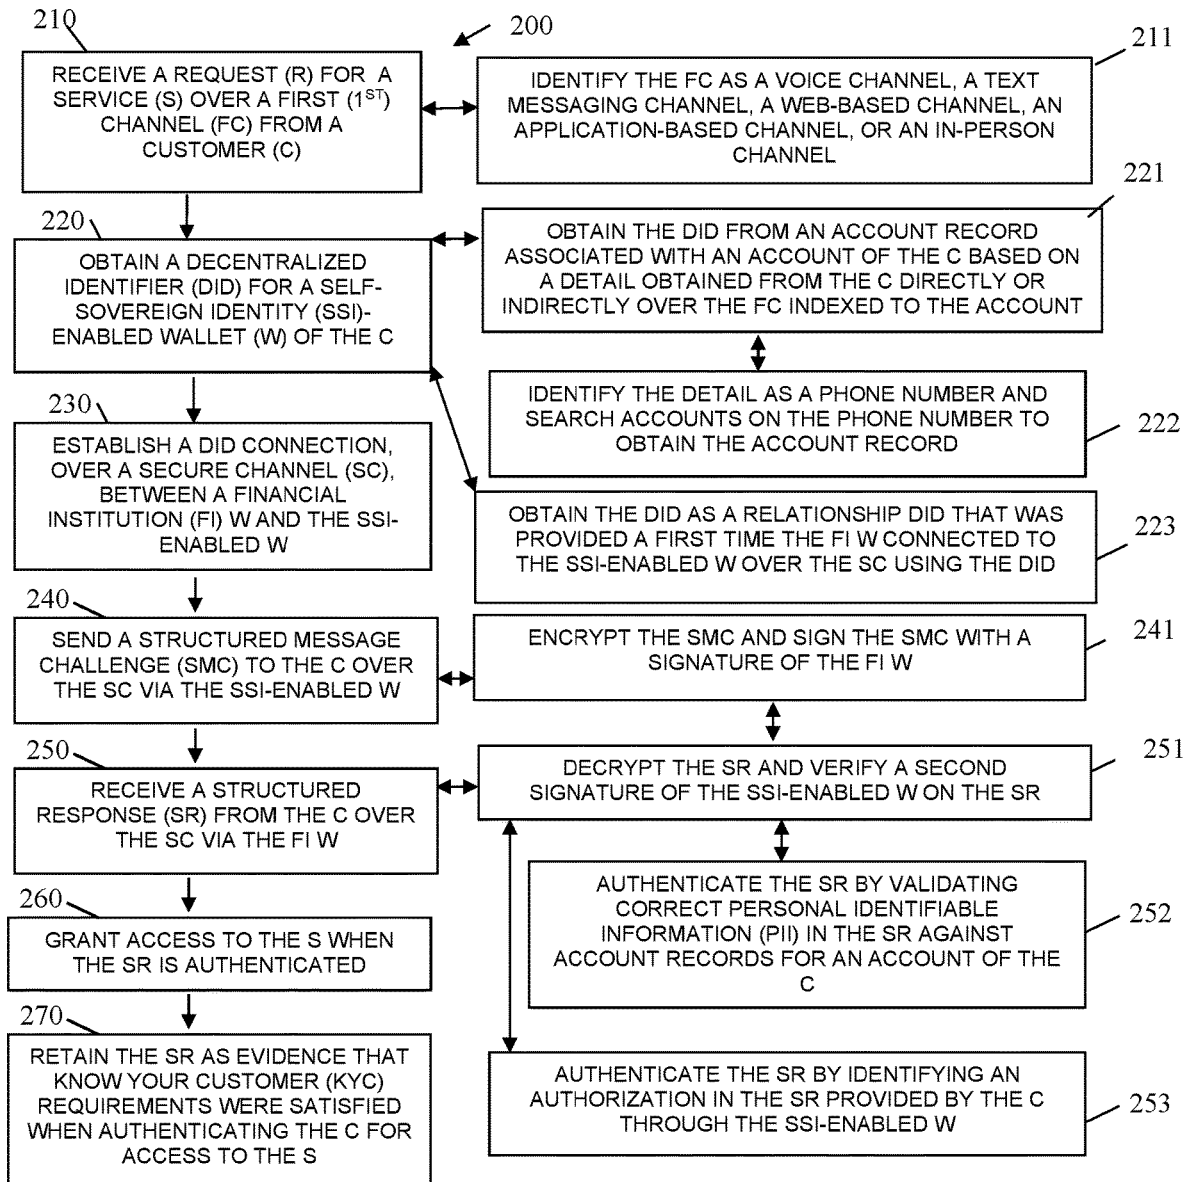 200
210
RECEIVE A REQUEST (R) FOR A
SERVICE (S) OVER A FIRST (1ST)
CHANNEL (FC) FROM A
CUSTOMER (C)
211
IDENTIFY THE FC AS A VOICE CHANNEL, A TEXT
MESSAGING CHANNEL, A WEB-BASED CHANNEL, AN
APPLICATION-BASED CHANNEL, OR AN IN-PERSON
CHANNEL
220
OBTAIN A DECENTRALIZED
IDENTIFIER (DID) FOR A SELF-
SOVEREIGN IDENTITY (SSI)-
ENABLED WALLET (W) OF THE C
221
OBTAIN THE DID FROM AN ACCOUNT RECORD
ASSOCIATED WITH AN ACCOUNT OF THE C BASED ON
A DETAIL OBTAINED FROM THE C DIRECTLY OR
INDIRECTLY OVER THE FC INDEXED TO THE ACCOUNT
222
IDENTIFY THE DETAIL AS A PHONE NUMBER AND
SEARCH ACCOUNTS ON THE PHONE NUMBER TO
OBTAIN THE ACCOUNT RECORD
223
OBTAIN THE DID AS A RELATIONSHIP DID THAT WAS
PROVIDED A FIRST TIME THE FI W CONNECTED TO
THE SSI-ENABLED W OVER THE SC USING THE DID
230
ESTABLISH A DID CONNECTION,
OVER A SECURE CHANNEL (SC),
BETWEEN A FINANCIAL
INSTITUTION (FI) W AND THE SSI-
ENABLED W
240
SEND A STRUCTURED MESSAGE
CHALLENGE (SMC) TO THE C OVER
THE SC VIA THE SSI-ENABLED W
241
ENCRYPT THE SMC AND SIGN THE SMC WITH A
SIGNATURE OF THE FI W
250
RECEIVE A STRUCTURED
RESPONSE (SR) FROM THE C OVER
THE SC VIA THE FI W
251
DECRYPT THE SR AND VERIFY A SECOND
SIGNATURE OF THE SSI-ENABLED W ON THE SR
252
AUTHENTICATE THE SR BY VALIDATING
CORRECT PERSONAL IDENTIFIABLE
INFORMATION (PII) IN THE SR AGAINST
ACCOUNT RECORDS FOR AN ACCOUNT OF THE
C
253
AUTHENTICATE THE SR BY IDENTIFYING AN
AUTHORIZATION IN THE SR PROVIDED BY THE C
THROUGH THE SSI-ENABLED W
260
GRANT ACCESS TO THE S WHEN
THE SR IS AUTHENTICATED
270
RETAIN THE SR AS EVIDENCE THAT
KNOW YOUR CUSTOMER (KYC)
REQUIREMENTS WERE SATISFIED
WHEN AUTHENTICATING THE C FOR
ACCESS TO THE S